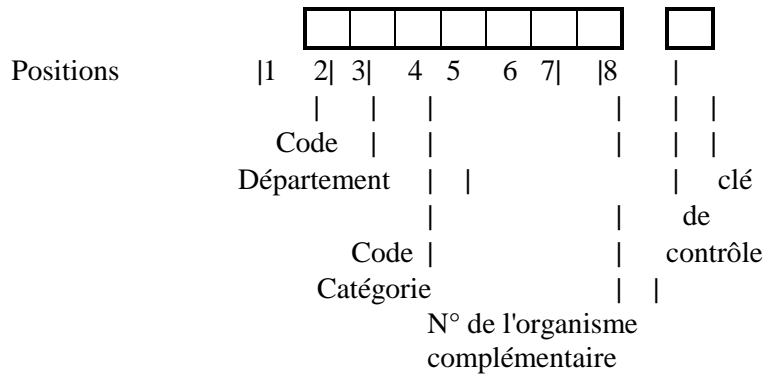 Positions |1 2| 3| 4 5 6 7| |8 |
| | | | | |
Code | | | | |
Département | | | clé
| | de
Code | | contrôle
Catégorie | |
N° de l'organisme
complémentaire